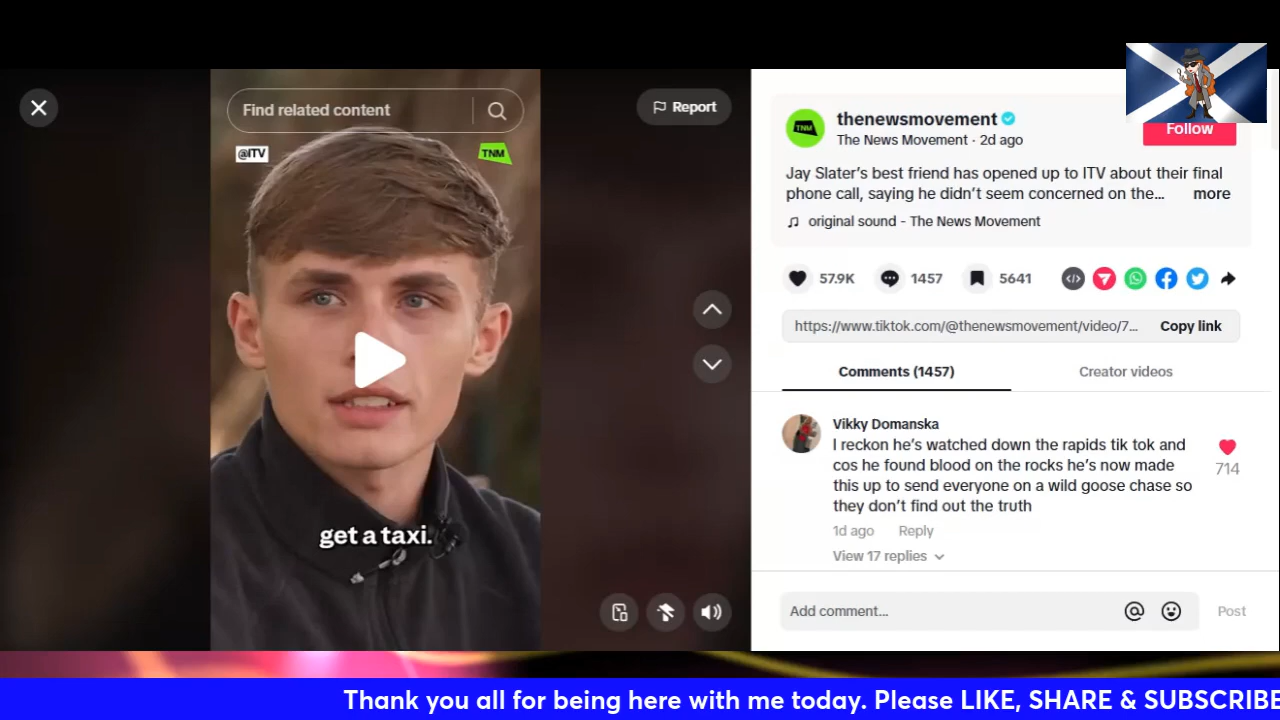 Find related content
Report
@ITV
TNM
get a taxi.
TNM
thenewsmovement
The News Movement · 2d ago
Follow
Jay Slater's best friend has opened up to ITV about their final
phone call, saying he didn't seem concerned on the... more
original sound - The News Movement
57.9K 1457 5641
https://www.tiktok.com/@thenewsmovement/video/7... Copy link
Comments (1457) Creator videos
Vikky Domanska
I reckon he's watched down the rapids tik tok and
cos he found blood on the rocks he's now made
this up to send everyone on a wild goose chase so
they don't find out the truth
714
1d ago Reply
View 17 replies
Add comment... @ Post
Thank you all for being here with me today. Please LIKE, SHARE & SUBSCRIBE